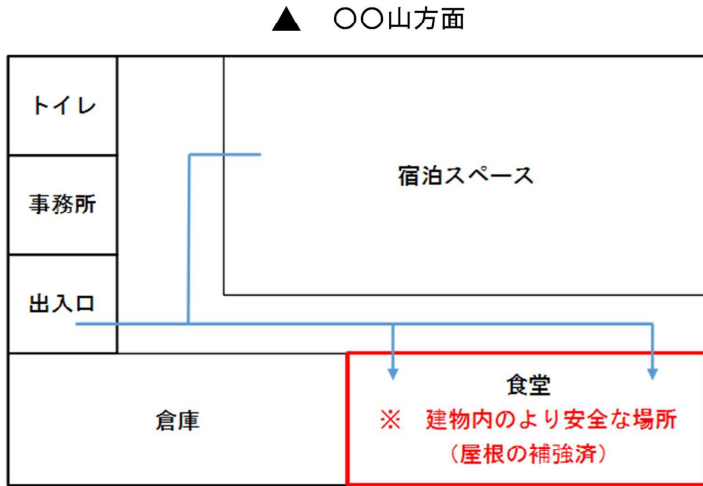 ▲ 〇〇山方面
トイレ
宿泊スペース
事務所
出入口
食堂
倉庫
※ 建物内のより安全な場所
（屋根の補強済）